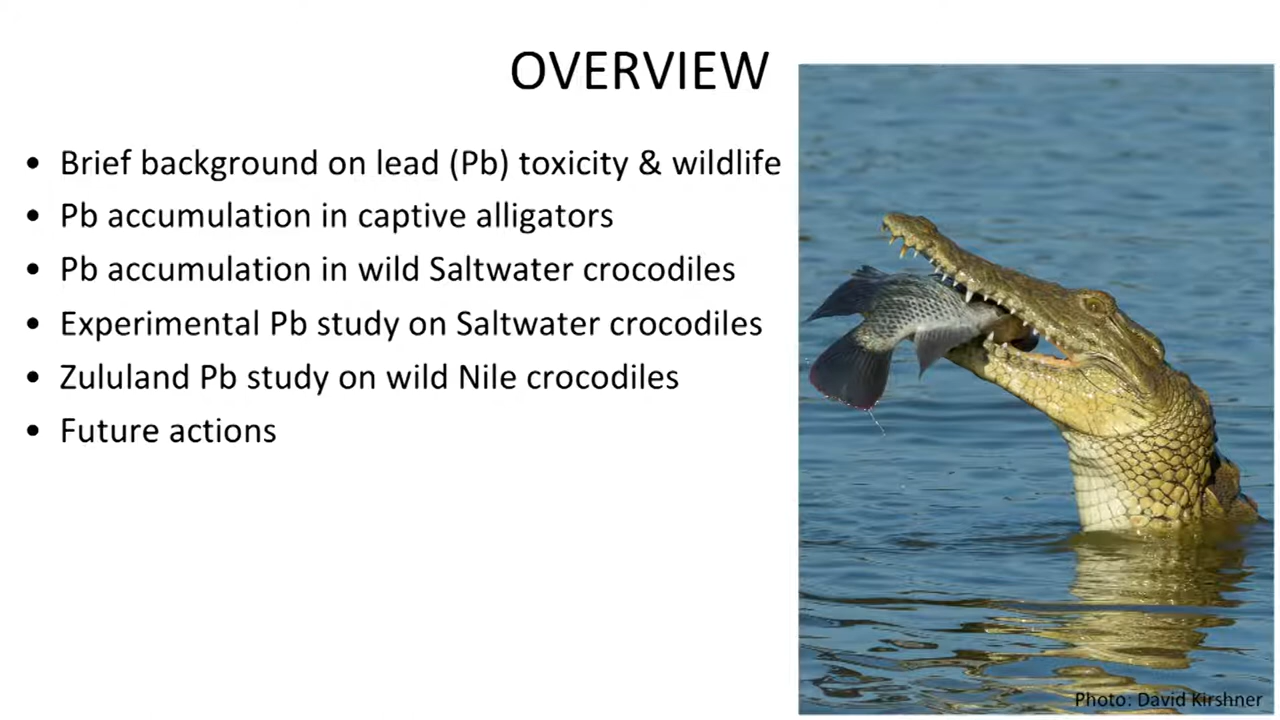 OVERVIEW
• Brief background on lead (Pb) toxicity & wildlife
• Pb accumulation in captive alligators
• Pb accumulation in wild Saltwater crocodiles
• Experimental Pb study on Saltwater crocodiles
• Zululand Pb study on wild Nile crocodiles
• Future actions
Photo: David Kirshner